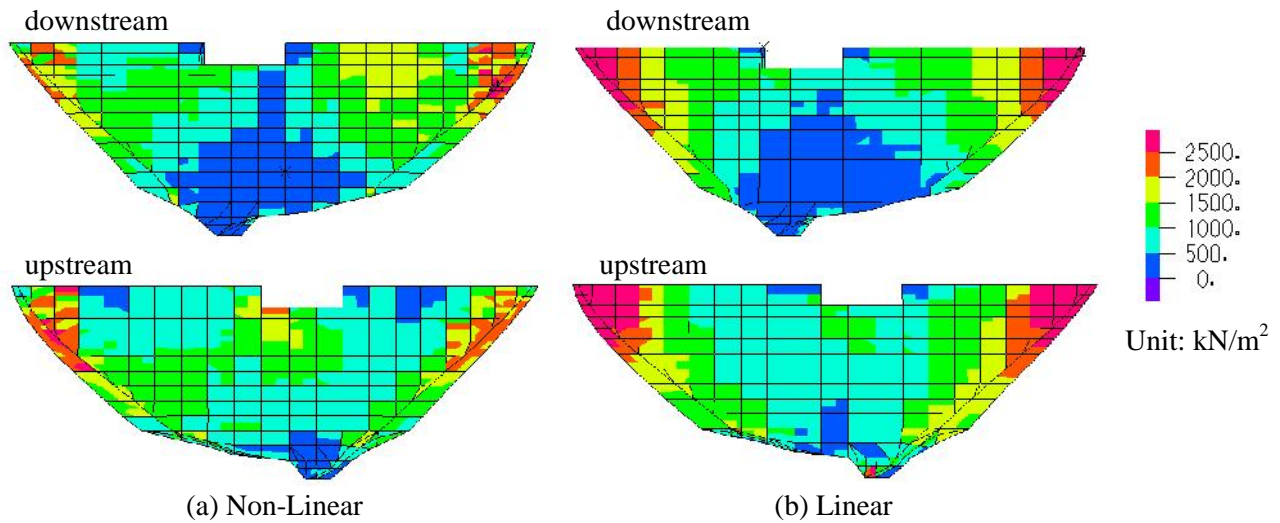 downstream
downstream
upstream
upstream
2500.
2000.
1500.
1000.
500.
0.
Unit: kN/m²
(a) Non-Linear
(b) Linear